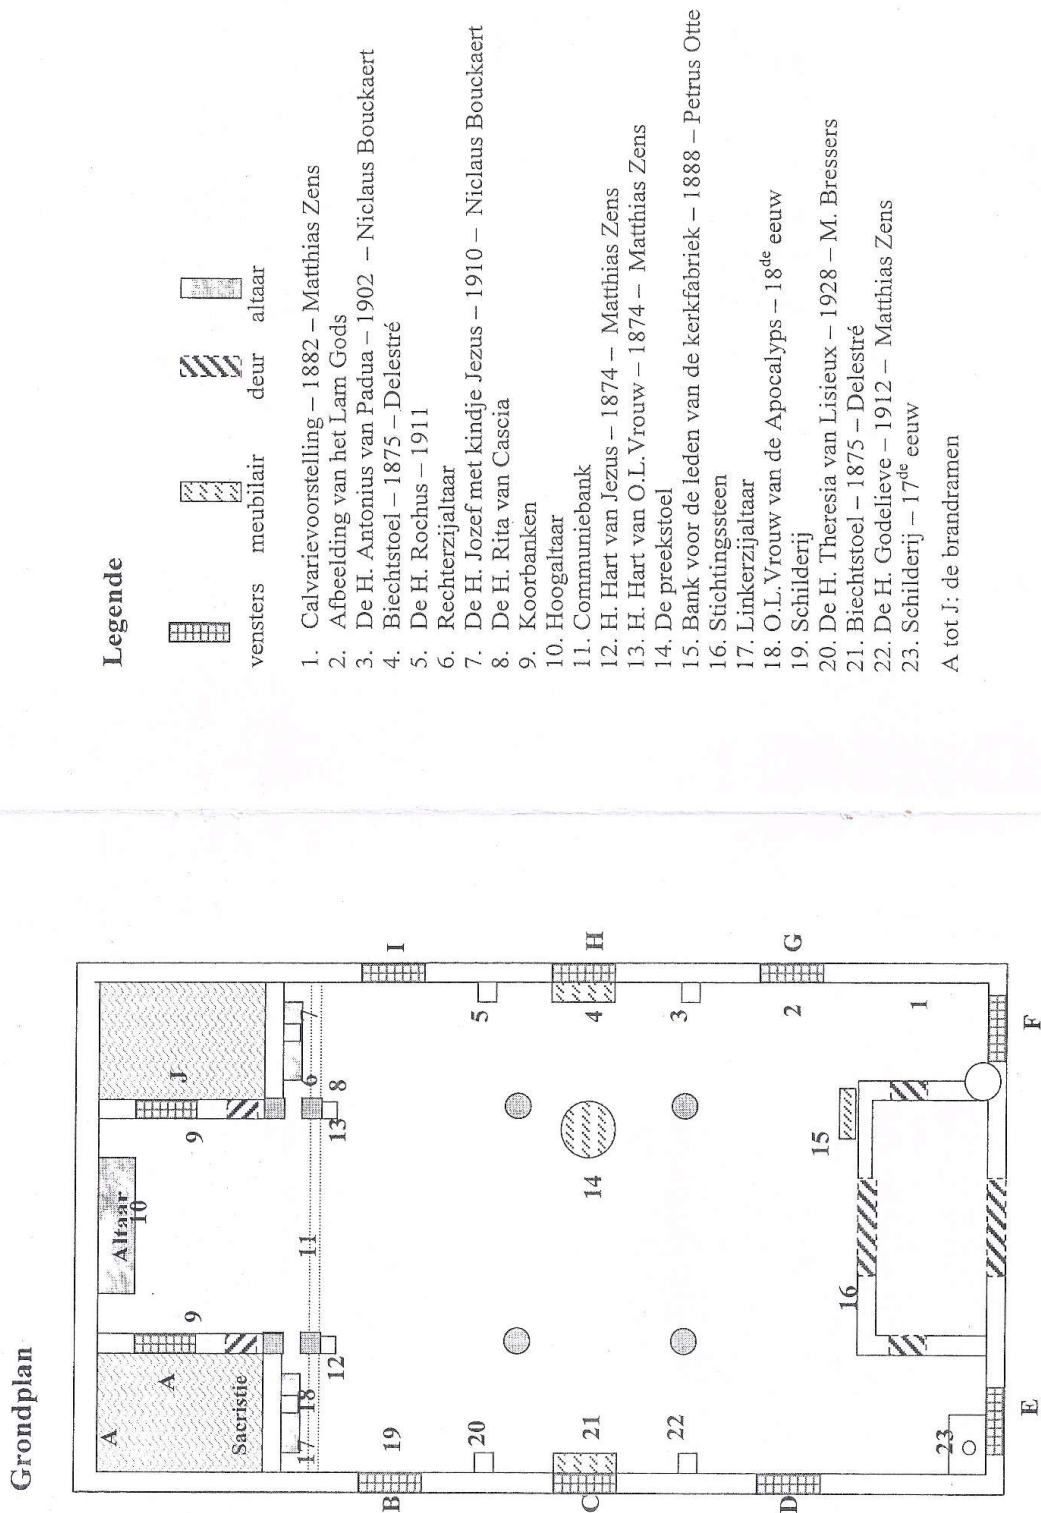 Grondplan
A
A
Sacristie
9
Altaar
10
9
J
17
18
12
11
13
8
6
7
B
19
I
20
5
C
21
14
4
H
22
3
D
15
2
G
16
1
23
E
F
Legende
vensters meubilair deur altaar
1. Calvarievoorstelling – 1882 – Matthias Zens
2. Afbeelding van het Lam Gods
3. De H. Antonius van Padua – 1902 – Niclaus Bouckaert
4. Biechtstoel – 1875 – Delestré
5. De H. Rochus – 1911
6. Rechterzijaltaar
7. De H. Jozef met kindje Jezus – 1910 – Niclaus Bouckaert
8. De H. Rita van Cascia
9. Koorbanken
10. Hoogaltaar
11. Communiebank
12. H. Hart van Jezus – 1874 – Matthias Zens
13. H. Hart van O.L.Vrouw – 1874 – Matthias Zens
14. De preekstoel
15. Bank voor de leden van de kerkfabriek – 1888 – Petrus Otte
16. Stichtingssteen
17. Linkerzijaltaar
18. O.L.Vrouw van de Apocalyps – 18de eeuw
19. Schilderij
20. De H. Theresia van Lisieux – 1928 – M. Bressers
21. Biechtstoel – 1875 – Delestré
22. De H. Godelieve – 1912 – Matthias Zens
23. Schilderij – 17de eeuw
A tot J: de brandramen